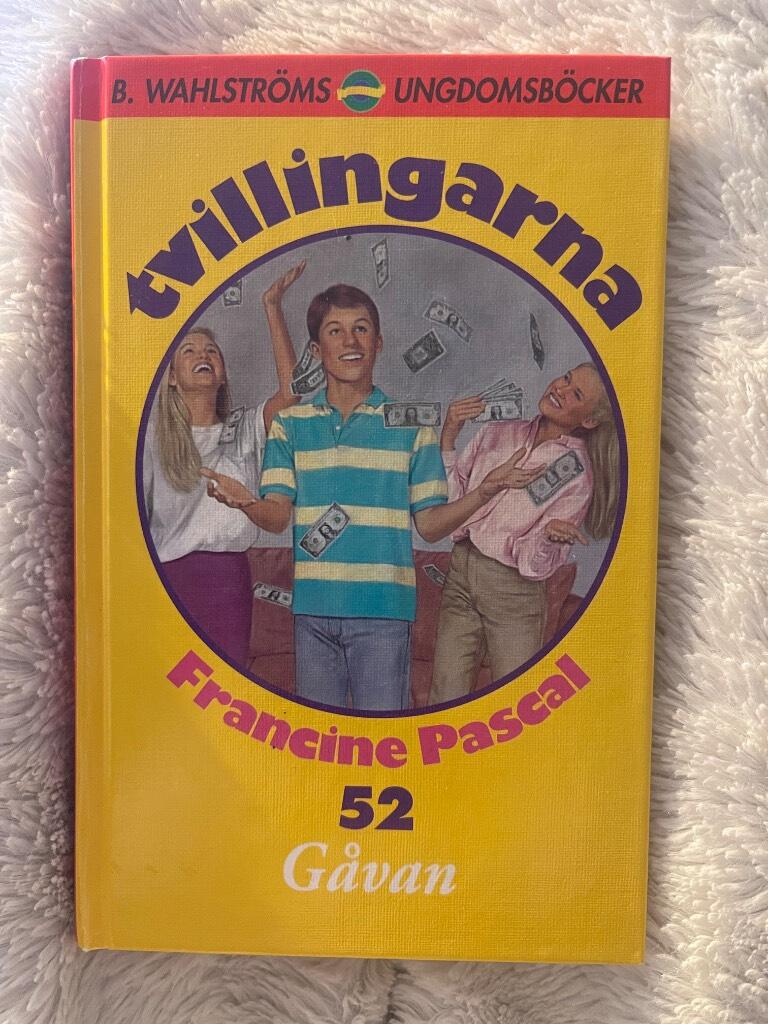 B. WAHLSTRÖMS UNGDOMSBÖCKER
tvillingarna
Francine Pascal
52
Gåvan